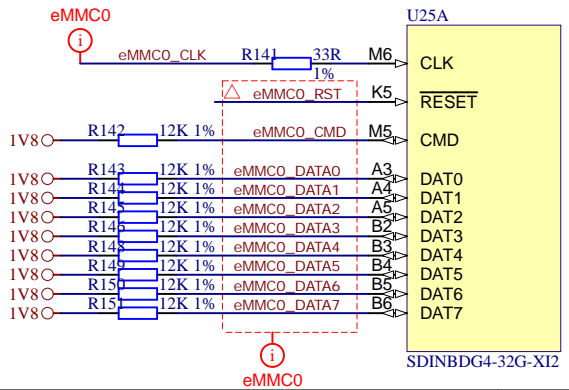 eMMC0
U25A
i
eMMC0_CLK R141 33R M6 CLK
1%
eMMC0_RST K5 RESET
1V8 R142 12K 1% eMMC0_CMD M5 CMD
1V8 R143 12K 1% eMMC0_DATA0 A3 DAT0
1V8 R144 12K 1% eMMC0_DATA1 A4 DAT1
1V8 R145 12K 1% eMMC0_DATA2 A5 DAT2
1V8 R146 12K 1% eMMC0_DATA3 B2 DAT3
1V8 R148 12K 1% eMMC0_DATA4 B3 DAT4
1V8 R149 12K 1% eMMC0_DATA5 B4 DAT5
1V8 R150 12K 1% eMMC0_DATA6 B5 DAT6
1V8 R151 12K 1% eMMC0_DATA7 B6 DAT7
i
SDINBDG4-32G-XI2
eMMC0